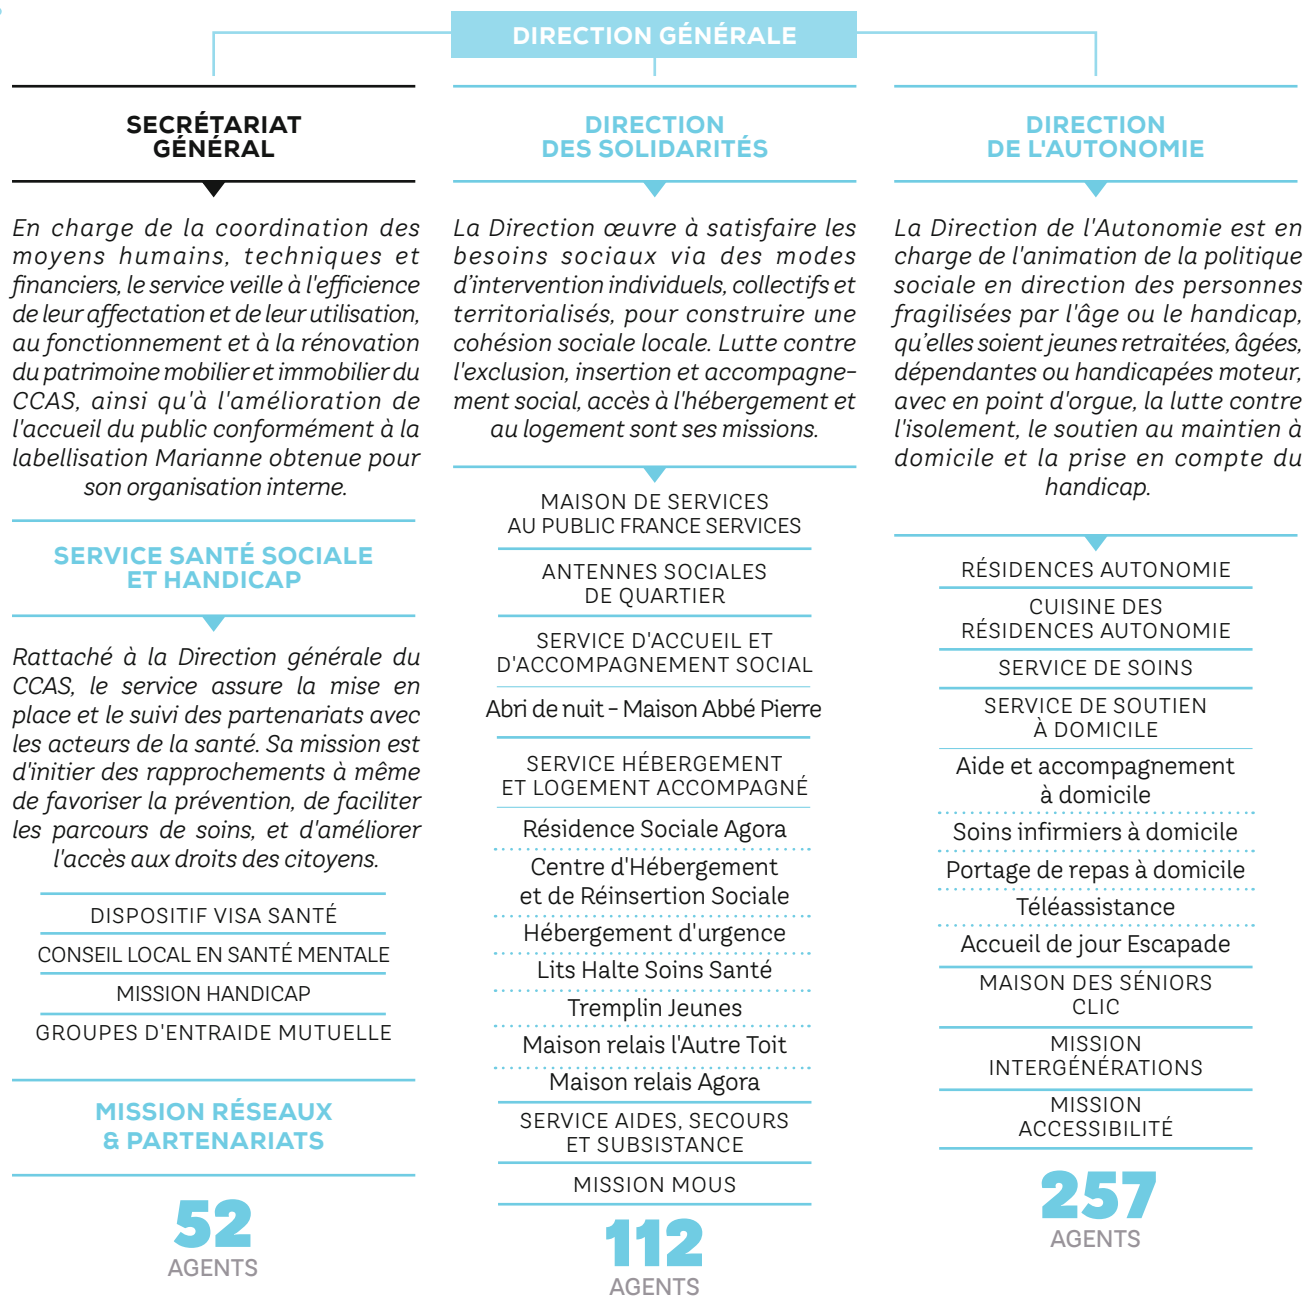 DIRECTION GÉNÉRALE
SECRÉTARIAT
GÉNÉRAL
En charge de la coordination des
moyens humains, techniques et
financiers, le service veille à l'efficience
de leur affectation et de leur utilisation,
au fonctionnement et à la rénovation
du patrimoine mobilier et immobilier du
CCAS, ainsi qu'à l'amélioration de
l'accueil du public conformément à la
labellisation Marianne obtenue pour
son organisation interne.
SERVICE SANTÉ SOCIALE
ET HANDICAP
Rattaché à la Direction générale du
CCAS, le service assure la mise en
place et le suivi des partenariats avec
les acteurs de la santé. Sa mission est
d'initier des rapprochements à même
de favoriser la prévention, de faciliter
les parcours de soins, et d'améliorer
l'accès aux droits des citoyens.
DISPOSITIF VISA SANTÉ
CONSEIL LOCAL EN SANTÉ MENTALE
MISSION HANDICAP
GROUPES D'ENTRAIDE MUTUELLE
MISSION RÉSEAUX
& PARTENARIATS
52
AGENTS
DIRECTION
DES SOLIDARITÉS
La Direction œuvre à satisfaire les
besoins sociaux via des modes
d’intervention individuels, collectifs et
territorialisés, pour construire une
cohésion sociale locale. Lutte contre
l'exclusion, insertion et accompagne-
ment social, accès à l'hébergement et
au logement sont ses missions.
MAISON DE SERVICES
AU PUBLIC FRANCE SERVICES
ANTENNES SOCIALES
DE QUARTIER
SERVICE D'ACCUEIL ET
D'ACCOMPAGNEMENT SOCIAL
Abri de nuit - Maison Abbé Pierre
SERVICE HÉBERGEMENT
ET LOGEMENT ACCOMPAGNÉ
Résidence Sociale Agora
Centre d'Hébergement
et de Réinsertion Sociale
Hébergement d'urgence
Lits Halte Soins Santé
Tremplin Jeunes
Maison relais l'Autre Toit
Maison relais Agora
SERVICE AIDES, SECOURS
ET SUBSISTANCE
MISSION MOUS
112
AGENTS
DIRECTION
DE L'AUTONOMIE
La Direction de l'Autonomie est en
charge de l'animation de la politique
sociale en direction des personnes
fragilisées par l'âge ou le handicap,
qu’elles soient jeunes retraitées, âgées,
dépendantes ou handicapées moteur,
avec en point d'orgue, la lutte contre
l'isolement, le soutien au maintien à
domicile et la prise en compte du
handicap.
RÉSIDENCES AUTONOMIE
CUISINE DES
RÉSIDENCES AUTONOMIE
SERVICE DE SOINS
SERVICE DE SOUTIEN
À DOMICILE
Aide et accompagnement
à domicile
Soins infirmiers à domicile
Portage de repas à domicile
Téléassistance
Accueil de jour Escapade
MAISON DES SÉNIORS
CLIC
MISSION
INTERGÉNÉRATIONS
MISSION
ACCESSIBILITÉ
257
AGENTS